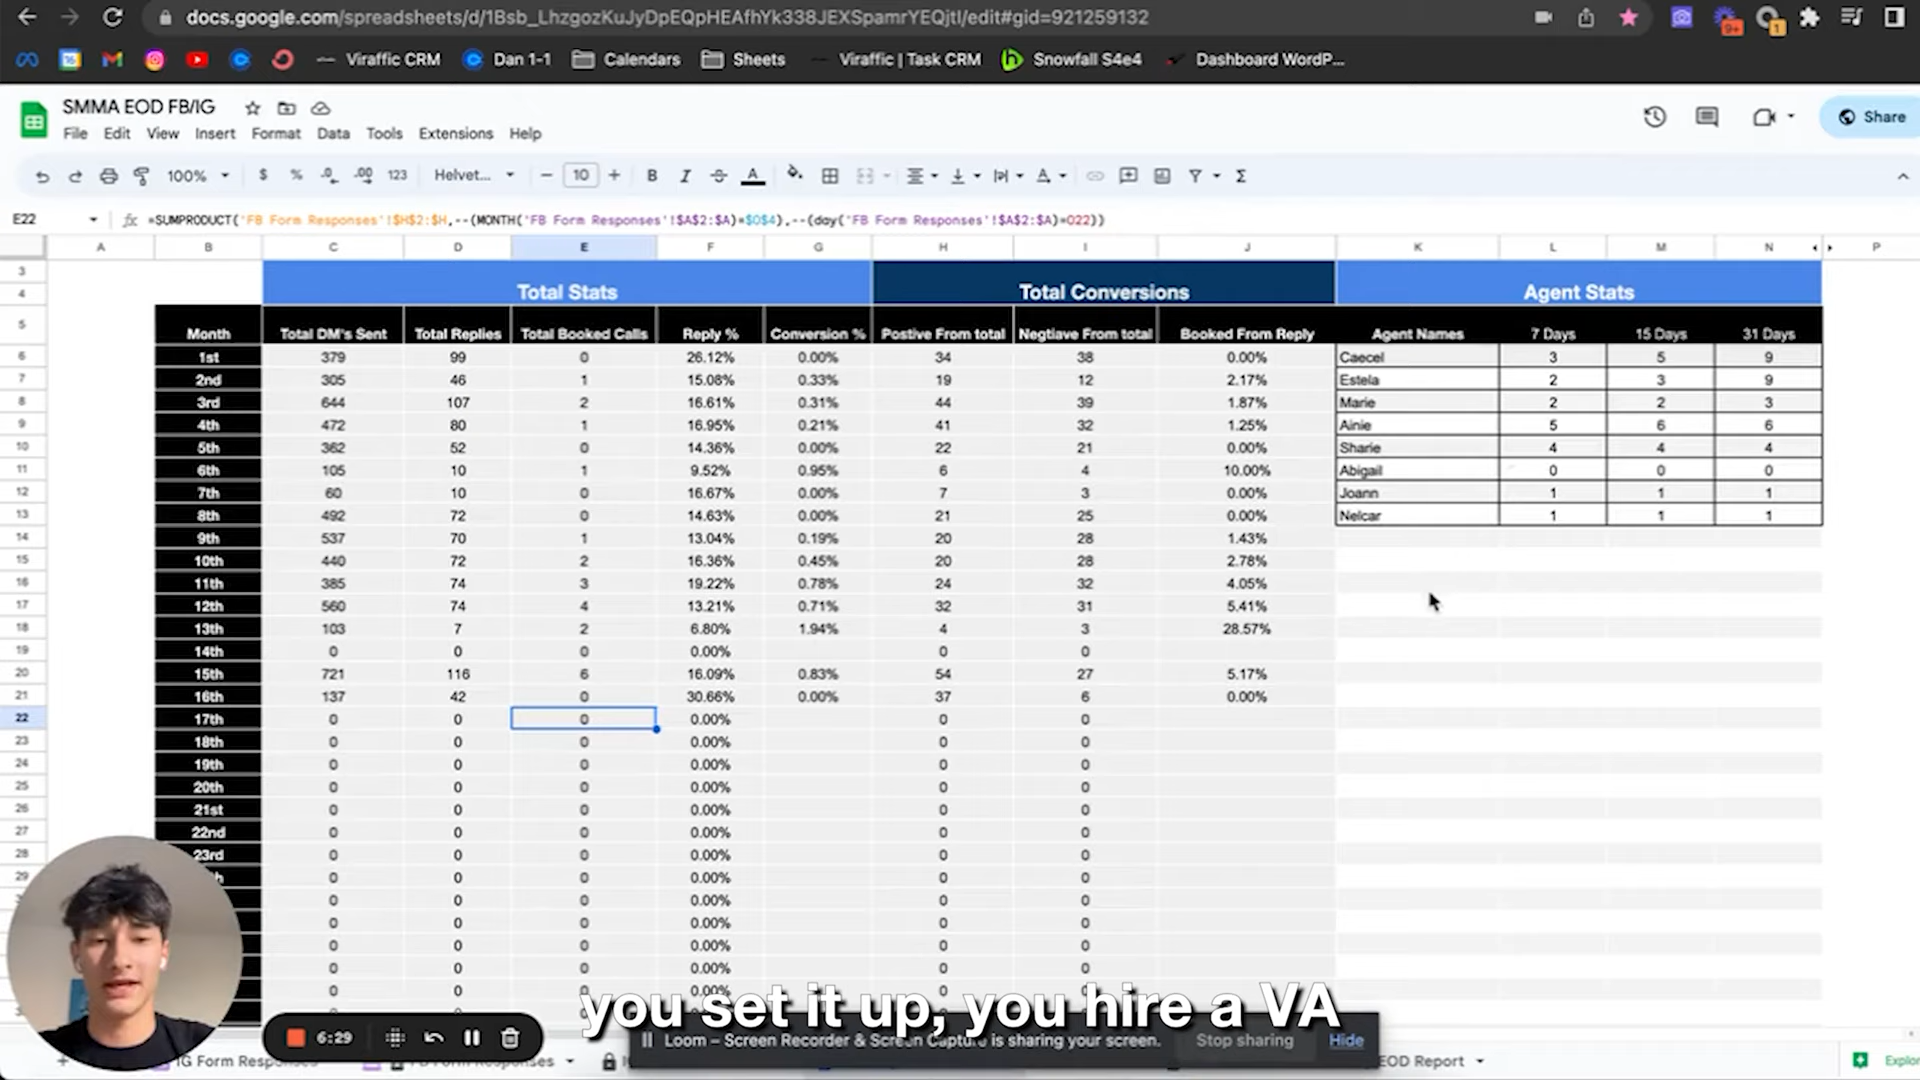 docs.google.com/spreadsheets/d/1Bsb_LhzgozKuJyDpEQpHEAfhYk338JEXSpamrYEQjtI/edit#gid=921259132
9+ 1
16 Viraffic CRM Dan 1-1 Calendars Sheets Viraffic | Task CRM Snowfall S4e4 Dashboard WordP...
SMMA EOD FB/IG
File Edit View Insert Format Data Tools Extensions Help
Share
100% $ % .0 .00 123 Helvet... 10 B I A
E22 fx =SUMPRODUCT('FB Form Responses'!$H$2:$H,--(MONTH('FB Form Responses'!$A$2:$A)=$O$4),--(day('FB Form Responses'!$A$2:$A)=O22))
A B C D E F G H I J K L M N P
3
4 Total Stats Total Conversions Agent Stats
5 Month Total DM's Sent Total Replies Total Booked Calls Reply % Conversion % Postive From total Negtiave From total Booked From Reply Agent Names 7 Days 15 Days 31 Days
6 1st 379 99 0 26.12% 0.00% 34 38 0.00% Caecel 3 5 9
7 2nd 305 46 1 15.08% 0.33% 19 12 2.17% Estela 2 3 9
8 3rd 644 107 2 16.61% 0.31% 44 39 1.87% Marie 2 2 3
9 4th 472 80 1 16.95% 0.21% 41 32 1.25% Ainie 5 6 6
10 5th 362 52 0 14.36% 0.00% 22 21 0.00% Sharie 4 4 4
11 6th 105 10 1 9.52% 0.95% 6 4 10.00% Abigail 0 0 0
12 7th 60 10 0 16.67% 0.00% 7 3 0.00% Joann 1 1 1
13 8th 492 72 0 14.63% 0.00% 21 25 0.00% Nelcar 1 1 1
14 9th 537 70 1 13.04% 0.19% 20 28 1.43%
15 10th 440 72 2 16.36% 0.45% 20 28 2.78%
16 11th 385 74 3 19.22% 0.78% 24 32 4.05%
17 12th 560 74 4 13.21% 0.71% 32 31 5.41%
18 13th 103 7 2 6.80% 1.94% 4 3 28.57%
19 14th 0 0 0 0.00% 0 0
20 15th 721 116 6 16.09% 0.83% 54 27 5.17%
21 16th 137 42 0 30.66% 0.00% 37 6 0.00%
22 17th 0 0 0 0.00% 0 0
23 18th 0 0 0 0.00% 0 0
24 19th 0 0 0 0.00% 0 0
25 20th 0 0 0 0.00% 0 0
26 21st 0 0 0 0.00% 0 0
27 22nd 0 0 0 0.00% 0 0
28 23rd 0 0 0 0.00% 0 0
29 0 0 0 0.00% 0 0
0 0 0 0.00% 0 0
0 0 0 0.00% 0 0
0 0 0 0.00% 0 0
0 0 0 0.00% 0 0
0 0 0.00% 0 0
you set it up, you hire a VA
6:29
Loom – Screen Recorder & Screen Capture is sharing your screen. Stop sharing Hide
IG Form EOD Report Explor